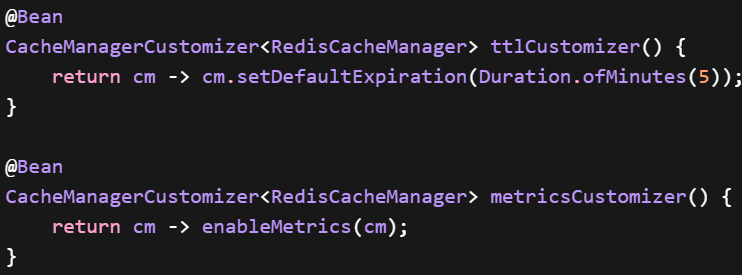 @Bean
CacheManagerCustomizer<RedisCacheManager> ttlCustomizer() {
    return cm -> cm.setDefaultExpiration(Duration.ofMinutes(5));
}

@Bean
CacheManagerCustomizer<RedisCacheManager> metricsCustomizer() {
    return cm -> enableMetrics(cm);
}